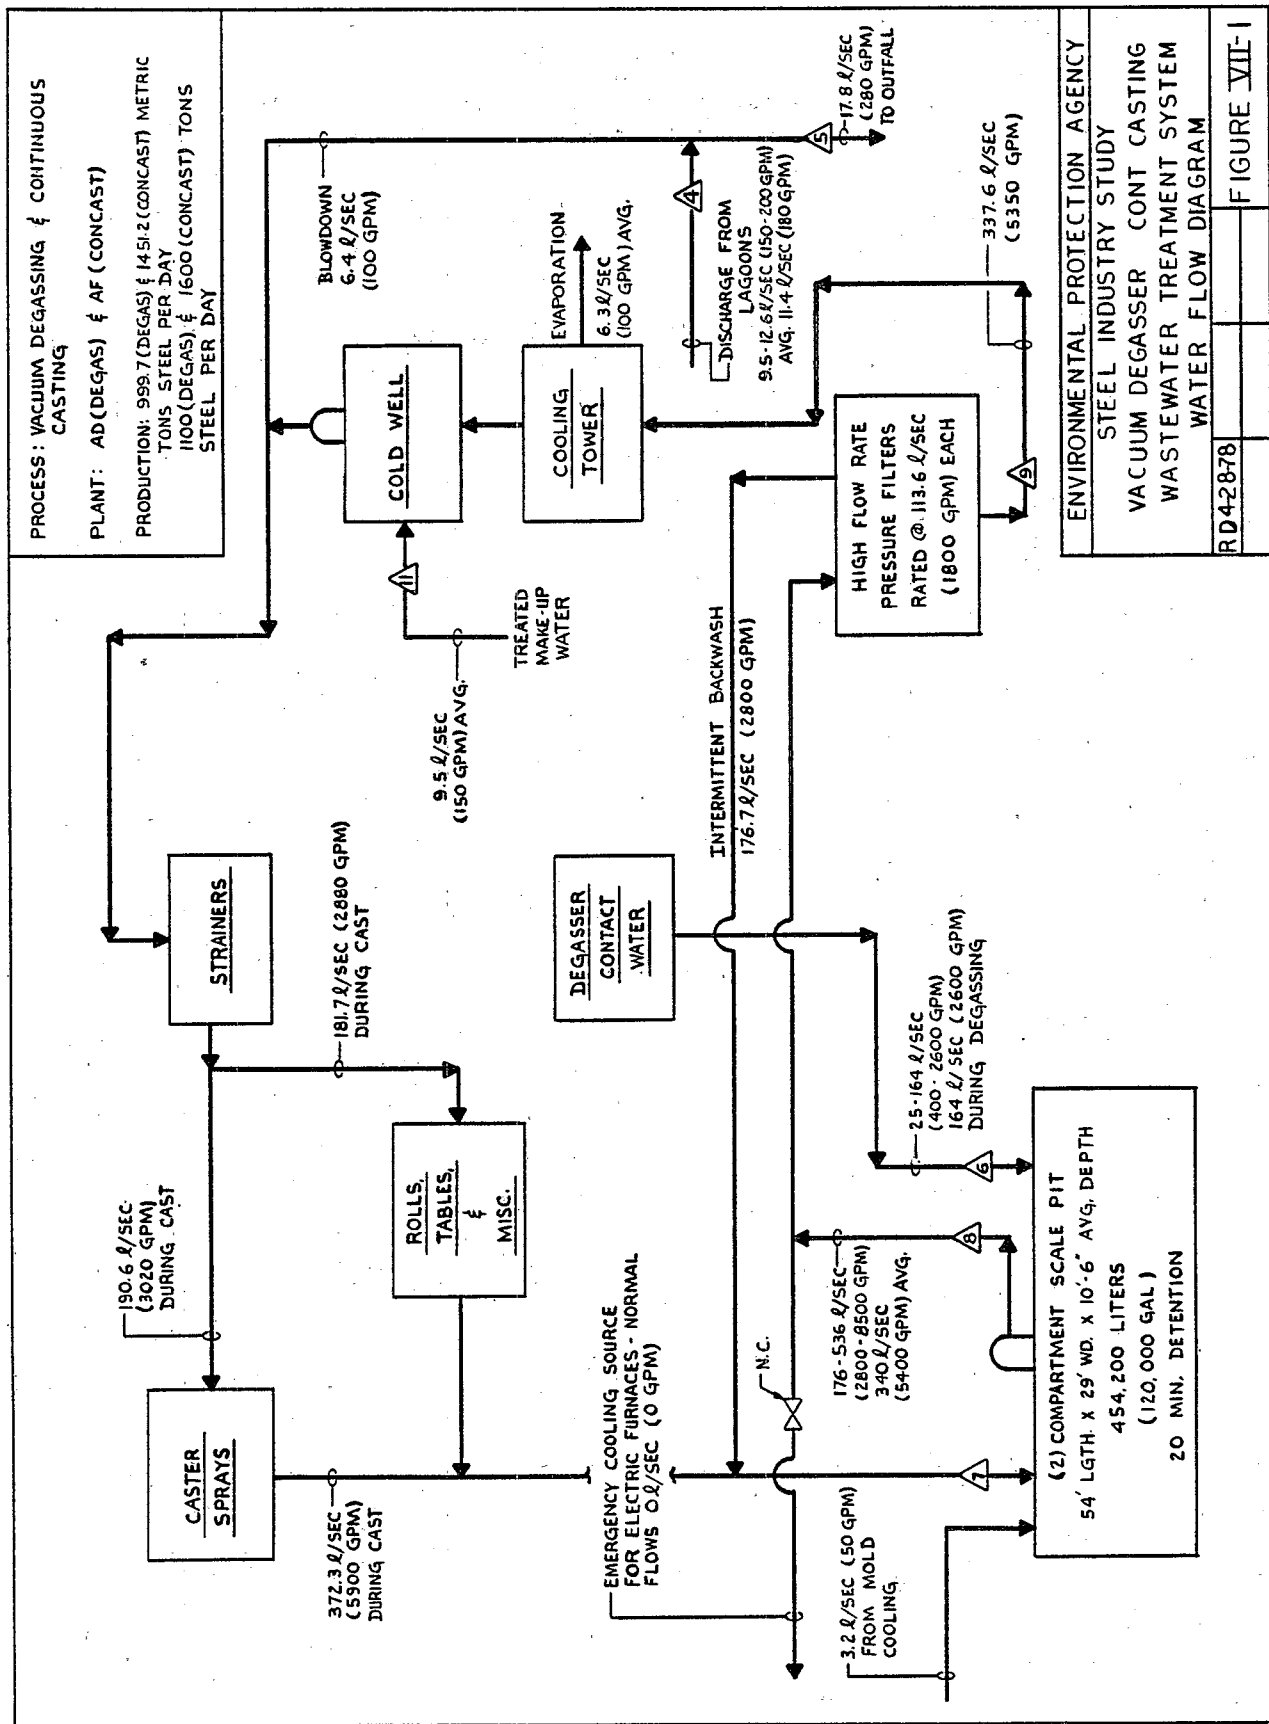 PROCESS: VACUUM DEGASSING & CONTINUOUS
CASTING
PLANT: AD(DEGAS) & AF (CONCAST)
PRODUCTION: 999.7(DEGAS) & 1451.2(CONCAST) METRIC
TONS STEEL PER DAY
1100(DEGAS) & 1600(CONCAST) TONS
STEEL PER DAY
190.6 ℓ/SEC
(3020 GPM)
DURING CAST
CASTER
SPRAYS
STRAINERS
181.7 ℓ/SEC (2880 GPM)
DURING CAST
372.3 ℓ/SEC
(5900 GPM)
DURING CAST
ROLLS,
TABLES,
&
MISC.
BLOWDOWN
6.4 ℓ/SEC
(100 GPM)
COLD WELL
11
9.5 ℓ/SEC
(150 GPM) AVG.
TREATED
MAKE-UP
WATER
COOLING
TOWER
EVAPORATION
6.3 ℓ/SEC
(100 GPM) AVG.
4
DISCHARGE FROM
LAGOONS
9.5-12.6 ℓ/SEC (150-200 GPM)
AVG. 11.4 ℓ/SEC (180 GPM)
5
17.8 ℓ/SEC
(280 GPM)
TO OUTFALL
EMERGENCY COOLING SOURCE
FOR ELECTRIC FURNACES - NORMAL
FLOWS 0 ℓ/SEC (0 GPM)
DEGASSER
CONTACT
WATER
INTERMITTENT BACKWASH
176.7 ℓ/SEC (2800 GPM)
HIGH FLOW RATE
PRESSURE FILTERS
RATED @ 113.6 ℓ/SEC
(1800 GPM) EACH
9
337.6 ℓ/SEC
(5350 GPM)
N.C.
3.2 ℓ/SEC (50 GPM)
FROM MOLD
COOLING
7
176-536 ℓ/SEC
(2800-8500 GPM)
340 ℓ/SEC
(5400 GPM) AVG.
8
25-164 ℓ/SEC
(400-2600 GPM)
164 ℓ/SEC (2600 GPM)
DURING DEGASSING
6
(2) COMPARTMENT SCALE PIT
54' LGTH. X 29' WD. X 10'-6" AVG. DEPTH
454,200 LITERS
(120,000 GAL)
20 MIN. DETENTION
ENVIRONMENTAL PROTECTION AGENCY
STEEL INDUSTRY STUDY
VACUUM DEGASSER CONT CASTING
WASTEWATER TREATMENT SYSTEM
WATER FLOW DIAGRAM
RD4-28-78
FIGURE VII-1